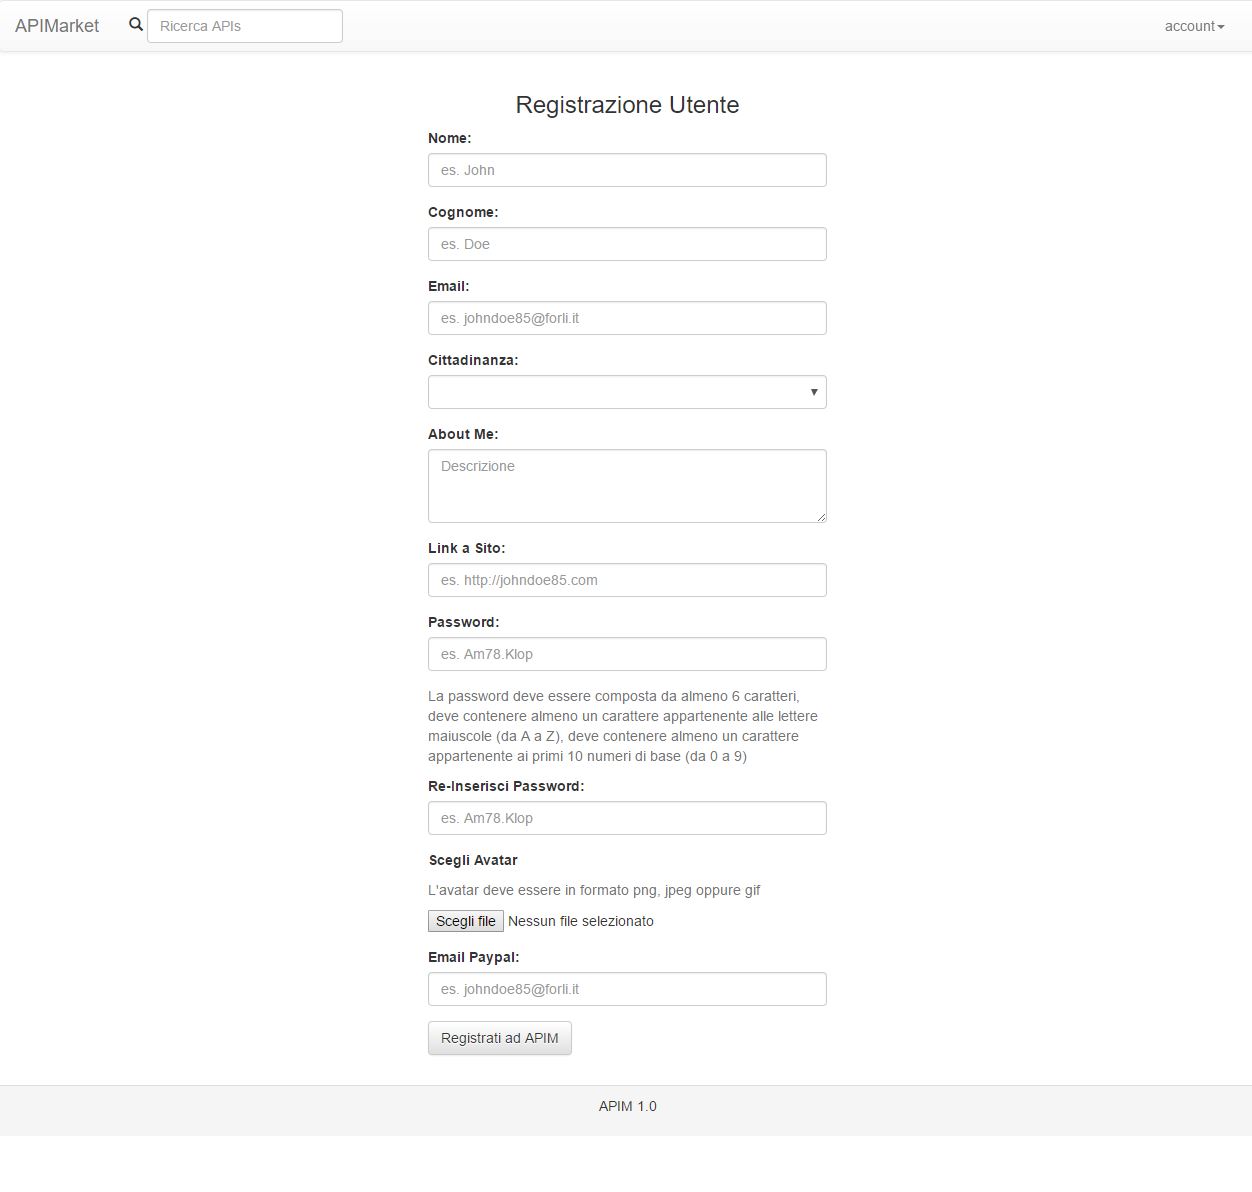 APIMarket Ricerca APIs account
Registrazione Utente
Nome:
es. John
Cognome:
es. Doe
Email:
es. johndoe85@forli.it
Cittadinanza:
About Me:
Descrizione
Link a Sito:
es. http://johndoe85.com
Password:
es. Am78.Klop
La password deve essere composta da almeno 6 caratteri,
deve contenere almeno un carattere appartenente alle lettere
maiuscole (da A a Z), deve contenere almeno un carattere
appartenente ai primi 10 numeri di base (da 0 a 9)
Re-Inserisci Password:
es. Am78.Klop
Scegli Avatar
L'avatar deve essere in formato png, jpeg oppure gif
Scegli file Nessun file selezionato
Email Paypal:
es. johndoe85@forli.it
Registrati ad APIM
APIM 1.0